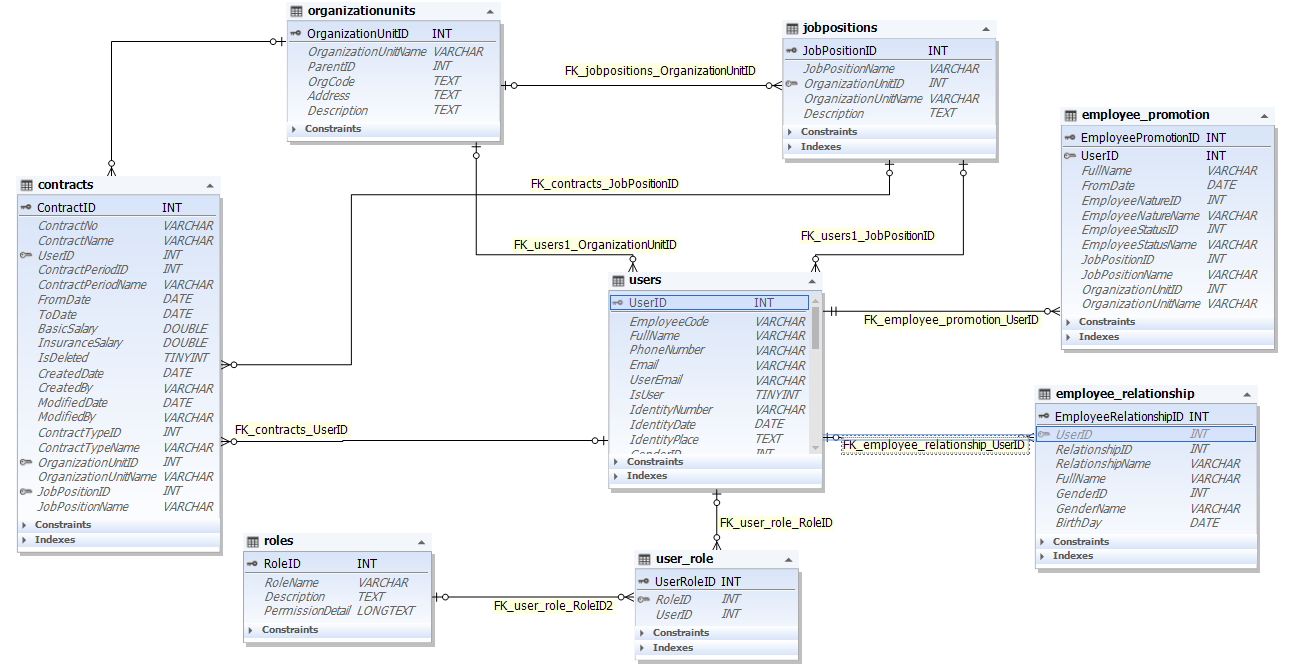 organizationunits
OrganizationUnitID INT
OrganizationUnitName VARCHAR
ParentID INT
OrgCode TEXT
Address TEXT
Description TEXT
Constraints
jobpositions
JobPositionID INT
JobPositionName VARCHAR
OrganizationUnitID INT
OrganizationUnitName VARCHAR
Description TEXT
Constraints
Indexes
FK_jobpositions_OrganizationUnitID
employee_promotion
EmployeePromotionID INT
UserID INT
FullName VARCHAR
FromDate DATE
EmployeeNatureID INT
EmployeeNatureName VARCHAR
EmployeeStatusID INT
EmployeeStatusName VARCHAR
JobPositionID INT
JobPositionName VARCHAR
OrganizationUnitID INT
OrganizationUnitName VARCHAR
Constraints
Indexes
contracts
ContractID INT
ContractNo VARCHAR
ContractName VARCHAR
UserID INT
ContractPeriodID INT
ContractPeriodName VARCHAR
FromDate DATE
ToDate DATE
BasicSalary DOUBLE
InsuranceSalary DOUBLE
IsDeleted TINYINT
CreatedDate DATE
CreatedBy VARCHAR
ModifiedDate DATE
ModifiedBy VARCHAR
ContractTypeID INT
ContractTypeName VARCHAR
OrganizationUnitID INT
OrganizationUnitName VARCHAR
JobPositionID INT
JobPositionName VARCHAR
Constraints
Indexes
FK_contracts_JobPositionID
FK_users1_OrganizationUnitID
FK_users1_JobPositionID
users
UserID INT
EmployeeCode VARCHAR
FullName VARCHAR
PhoneNumber VARCHAR
Email VARCHAR
UserEmail VARCHAR
IsUser TINYINT
IdentityNumber VARCHAR
IdentityDate DATE
IdentityPlace TEXT
GenderID INT
Constraints
Indexes
FK_employee_promotion_UserID
FK_contracts_UserID
FK_employee_relationship_UserID
employee_relationship
EmployeeRelationshipID INT
UserID INT
RelationshipID INT
RelationshipName VARCHAR
FullName VARCHAR
GenderID INT
GenderName VARCHAR
BirthDay DATE
Constraints
Indexes
FK_user_role_RoleID
roles
RoleID INT
RoleName VARCHAR
Description TEXT
PermissionDetail LONGTEXT
Constraints
FK_user_role_RoleID2
user_role
UserRoleID INT
RoleID INT
UserID INT
Constraints
Indexes